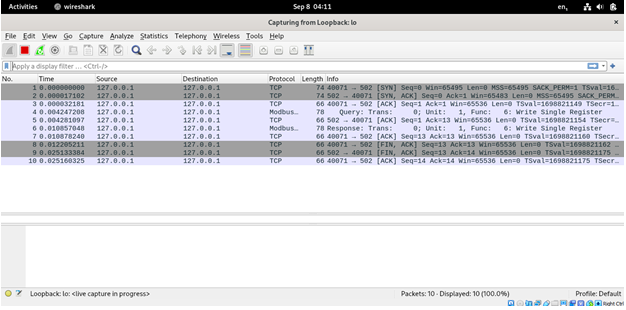 Activities wireshark Sep 8 04:11 en
Capturing from Loopback: lo
File Edit View Go Capture Analyze Statistics Telephony Wireless Tools Help
Apply a display filter ... <Ctrl-/>
No. Time Source Destination Protocol Length Info
1 0.000000000 127.0.0.1 127.0.0.1 TCP 74 40071 → 502 [SYN] Seq=0 Win=65495 Len=0 MSS=65495 SACK_PERM=1 TSval=16...
2 0.000017102 127.0.0.1 127.0.0.1 TCP 74 502 → 40071 [SYN, ACK] Seq=0 Ack=1 Win=65483 Len=0 MSS=65495 SACK_PERM...
3 0.000032181 127.0.0.1 127.0.0.1 TCP 66 40071 → 502 [ACK] Seq=1 Ack=1 Win=65536 Len=0 TSval=1698821149 TSecr=1...
4 0.004247208 127.0.0.1 127.0.0.1 Modbus... 78 Query: Trans: 0; Unit: 1, Func: 6: Write Single Register
5 0.004281097 127.0.0.1 127.0.0.1 TCP 66 502 → 40071 [ACK] Seq=1 Ack=13 Win=65536 Len=0 TSval=1698821154 TSecr=...
6 0.010857048 127.0.0.1 127.0.0.1 Modbus... 78 Response: Trans: 0; Unit: 1, Func: 6: Write Single Register
7 0.010878240 127.0.0.1 127.0.0.1 TCP 66 40071 → 502 [ACK] Seq=13 Ack=13 Win=65536 Len=0 TSval=1698821160 TSecr...
8 0.012205211 127.0.0.1 127.0.0.1 TCP 66 40071 → 502 [FIN, ACK] Seq=13 Ack=13 Win=65536 Len=0 TSval=1698821162 ...
9 0.025133384 127.0.0.1 127.0.0.1 TCP 66 502 → 40071 [FIN, ACK] Seq=13 Ack=14 Win=65536 Len=0 TSval=1698821175 ...
10 0.025160325 127.0.0.1 127.0.0.1 TCP 66 40071 → 502 [ACK] Seq=14 Ack=14 Win=65536 Len=0 TSval=1698821175 TSecr...
Loopback: lo: <live capture in progress> Packets: 10 · Displayed: 10 (100.0%) Profile: Default
Right Ctrl